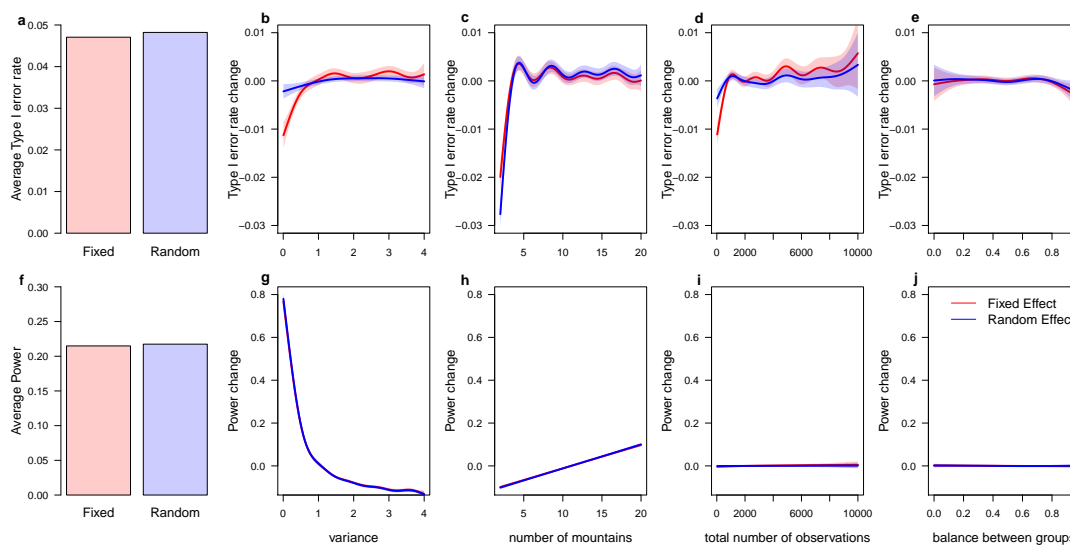 a
b
c
d
e
Average Type I error rate
0.00
0.01
0.02
0.03
0.04
0.05
Fixed
Random
Type I error rate change
0.01
0.00
−0.01
−0.02
−0.03
0
1
2
3
4
Type I error rate change
0.01
0.00
−0.01
−0.02
−0.03
5
10
15
20
Type I error rate change
0.01
0.00
−0.01
−0.02
−0.03
0
2000
6000
10000
Type I error rate change
0.01
0.00
−0.01
−0.02
−0.03
0.0
0.2
0.4
0.6
0.8
f
g
h
i
j
Average Power
0.00
0.05
0.10
0.15
0.20
0.25
0.30
Fixed
Random
Power change
0.8
0.6
0.4
0.2
0.0
0
1
2
3
4
variance
Power change
0.8
0.6
0.4
0.2
0.0
5
10
15
20
number of mountains
Power change
0.8
0.6
0.4
0.2
0.0
0
2000
6000
10000
total number of observations
Power change
0.8
0.6
0.4
0.2
0.0
0.0
0.2
0.4
0.6
0.8
balance between groups
Fixed Effect
Random Effec